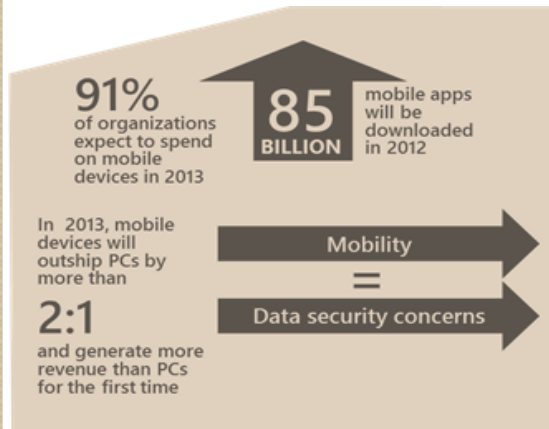 91%
of organizations
expect to spend
on mobile
devices in 2013
85
BILLION
mobile apps
will be
downloaded
in 2012
In 2013, mobile
devices will
outship PCs by
more than
2:1
and generate more
revenue than PCs
for the first time
Mobility
=
Data security concerns